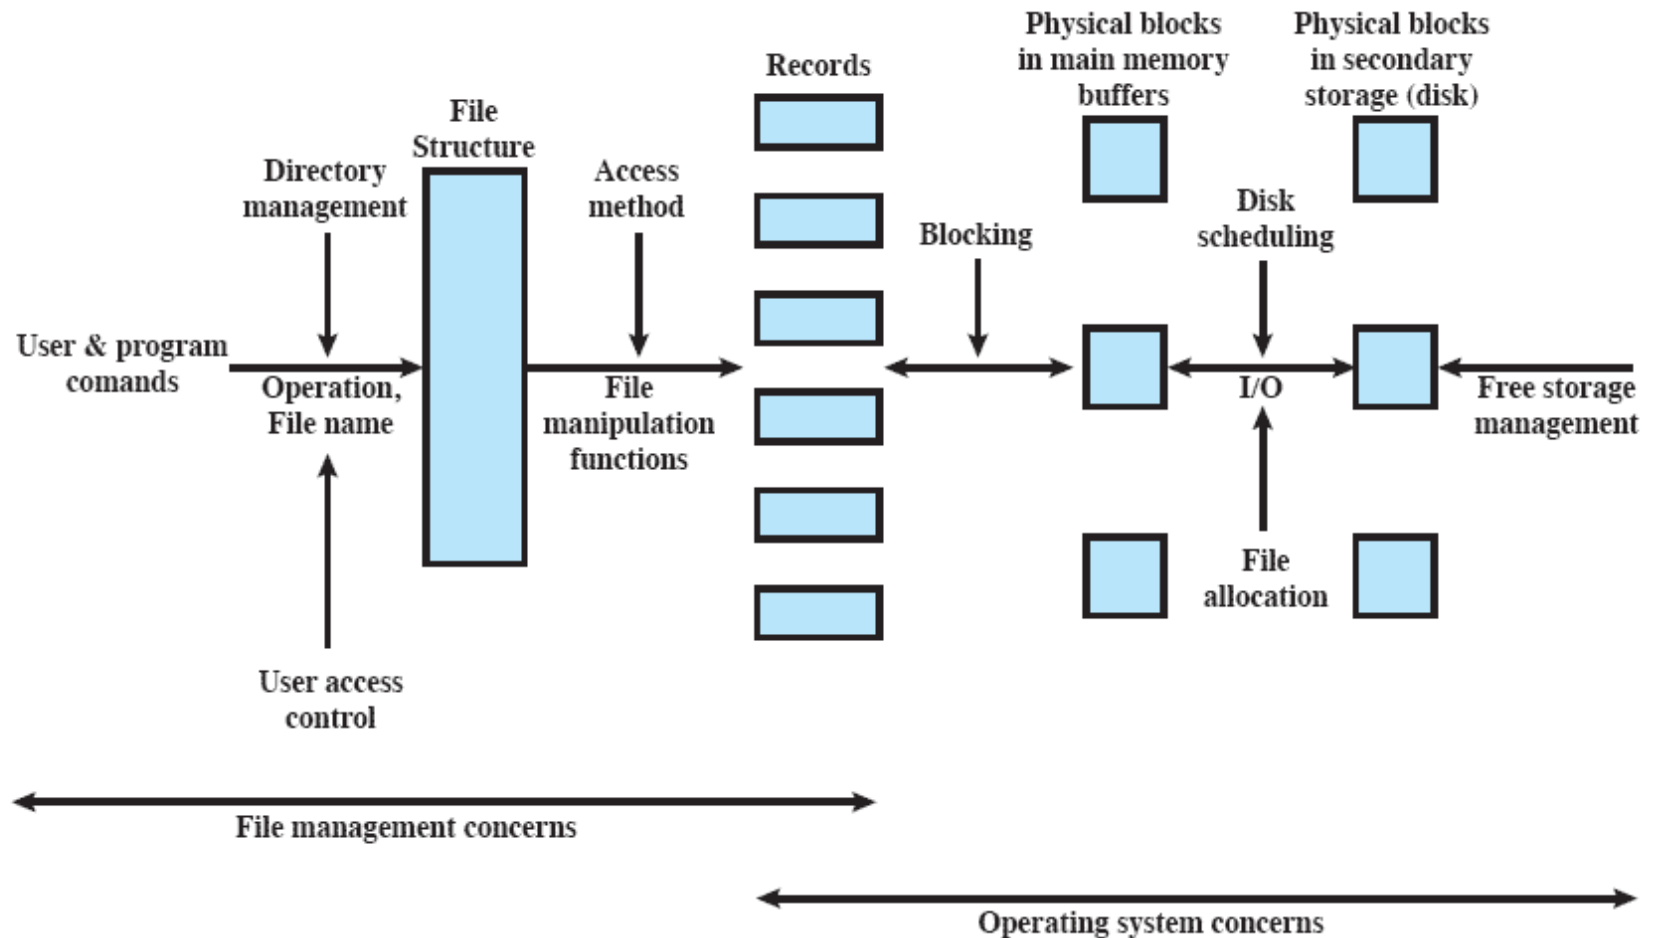 Physical blocks
in main memory
buffers
Physical blocks
in secondary
storage (disk)
Records
File
Structure
Directory
management
Access
method
Blocking
Disk
scheduling
User & program
comands
Operation,
File name
File
manipulation
functions
I/O
Free storage
management
File
allocation
User access
control
File management concerns
Operating system concerns